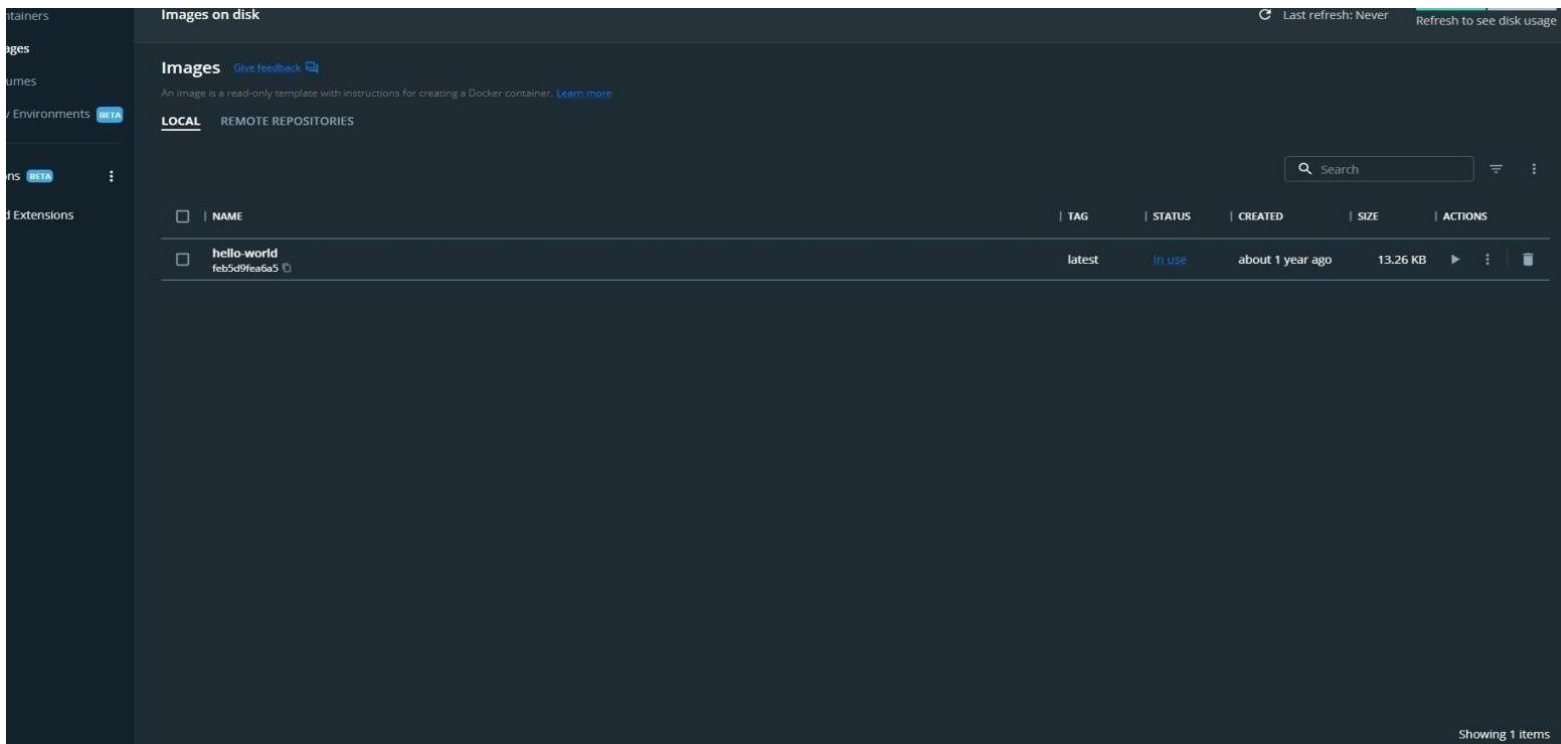 ntainers
ages
umes
v Environments BETA
ons BETA
d Extensions
Images on disk
Last refresh: Never
Refresh to see disk usage
Images Give feedback
An image is a read-only template with instructions for creating a Docker container. Learn more
LOCAL REMOTE REPOSITORIES
Search
NAME TAG STATUS CREATED SIZE ACTIONS
hello-world latest In use about 1 year ago 13.26 KB
feb5d9fea6a5
Showing 1 items